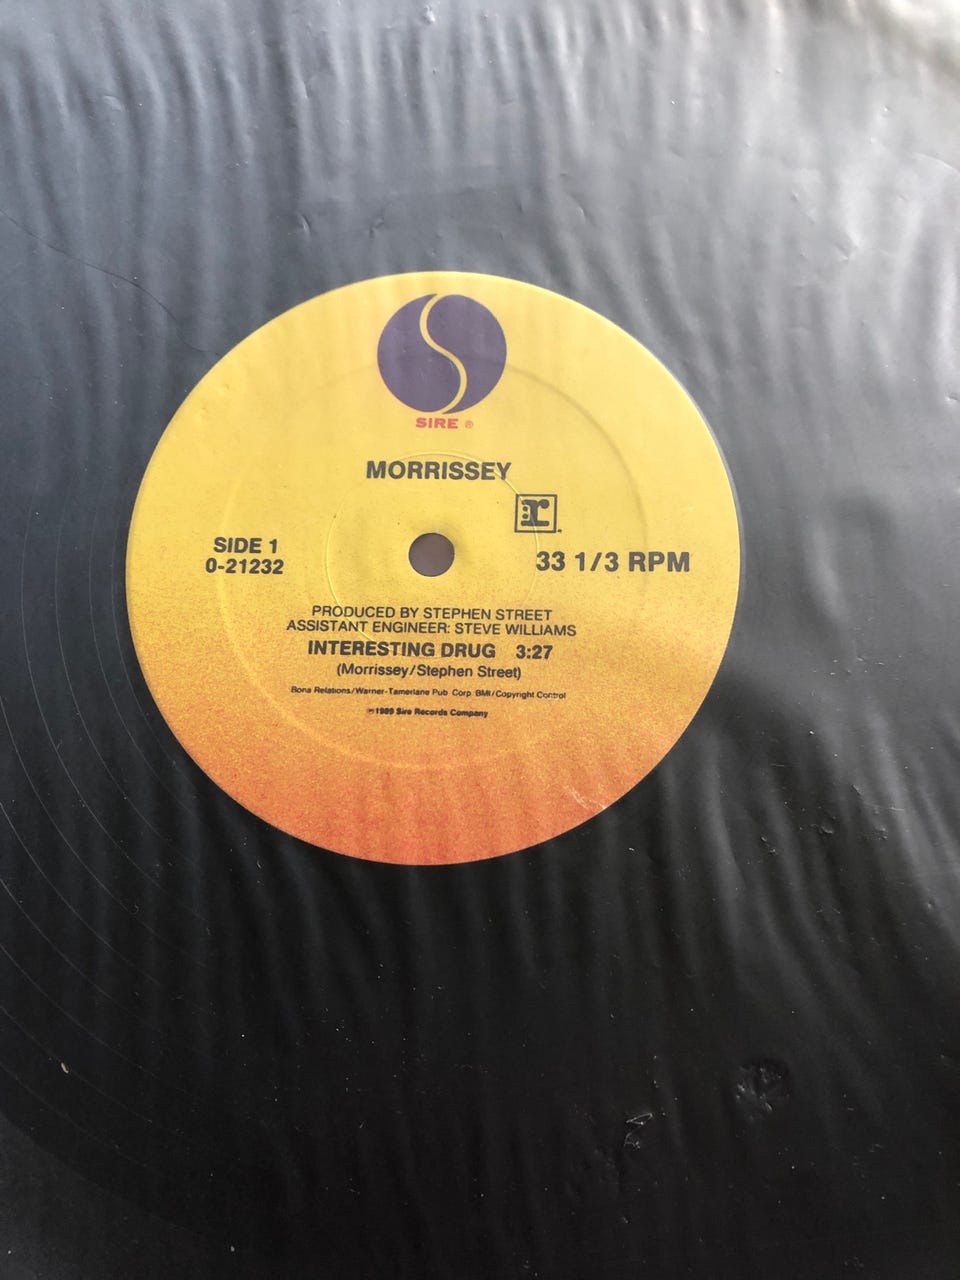 SIRE ®
MORRISSEY
r
SIDE 1
0-21232
33 1/3 RPM
PRODUCED BY STEPHEN STREET
ASSISTANT ENGINEER: STEVE WILLIAMS
INTERESTING DRUG 3:27
(Morrissey/Stephen Street)
Bona Relations/Warner-Tamerlane Pub Corp BMI/Copyright Control
℗1989 Sire Records Company